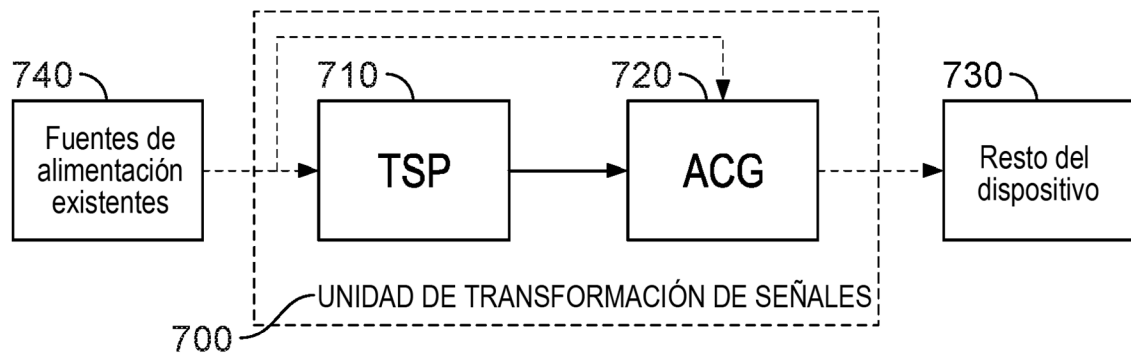 740
710
720
730
Fuentes de
alimentación
existentes
TSP
ACG
Resto del
dispositivo
UNIDAD DE TRANSFORMACIÓN DE SEÑALES
700